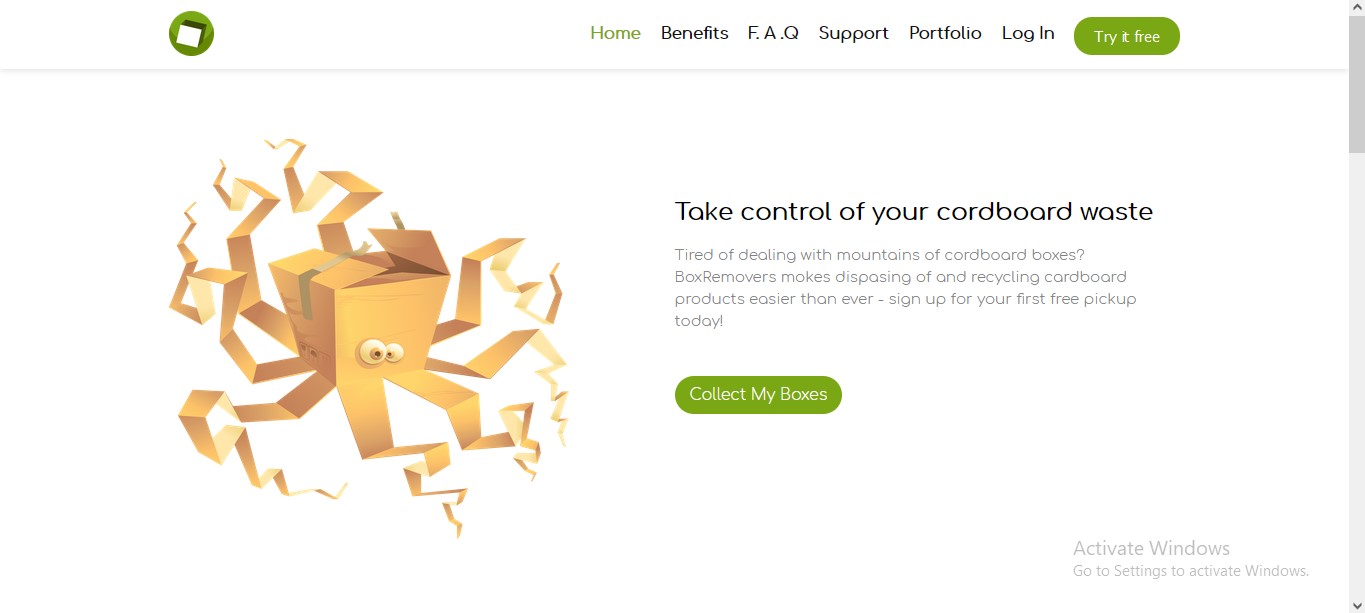 Home Benefits F. A .Q Support Portfolio Log In Try it free
Take control of your cordboard waste
Tired of dealing with mountains of cordboard boxes?
BoxRemovers mokes dispasing of and recycling cardboard
products easier than ever - sign up for your first free pickup
today!
Collect My Boxes
Activate Windows
Go to Settings to activate Windows.